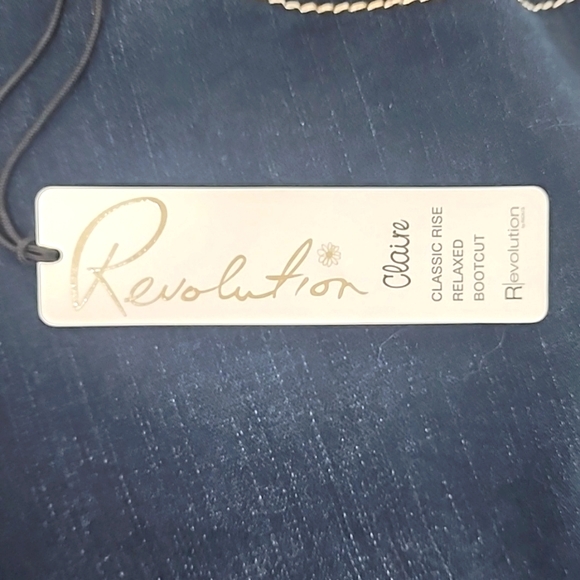 Revolution
Claire
CLASSIC RISE
RELAXED
BOOTCUT
Revolution